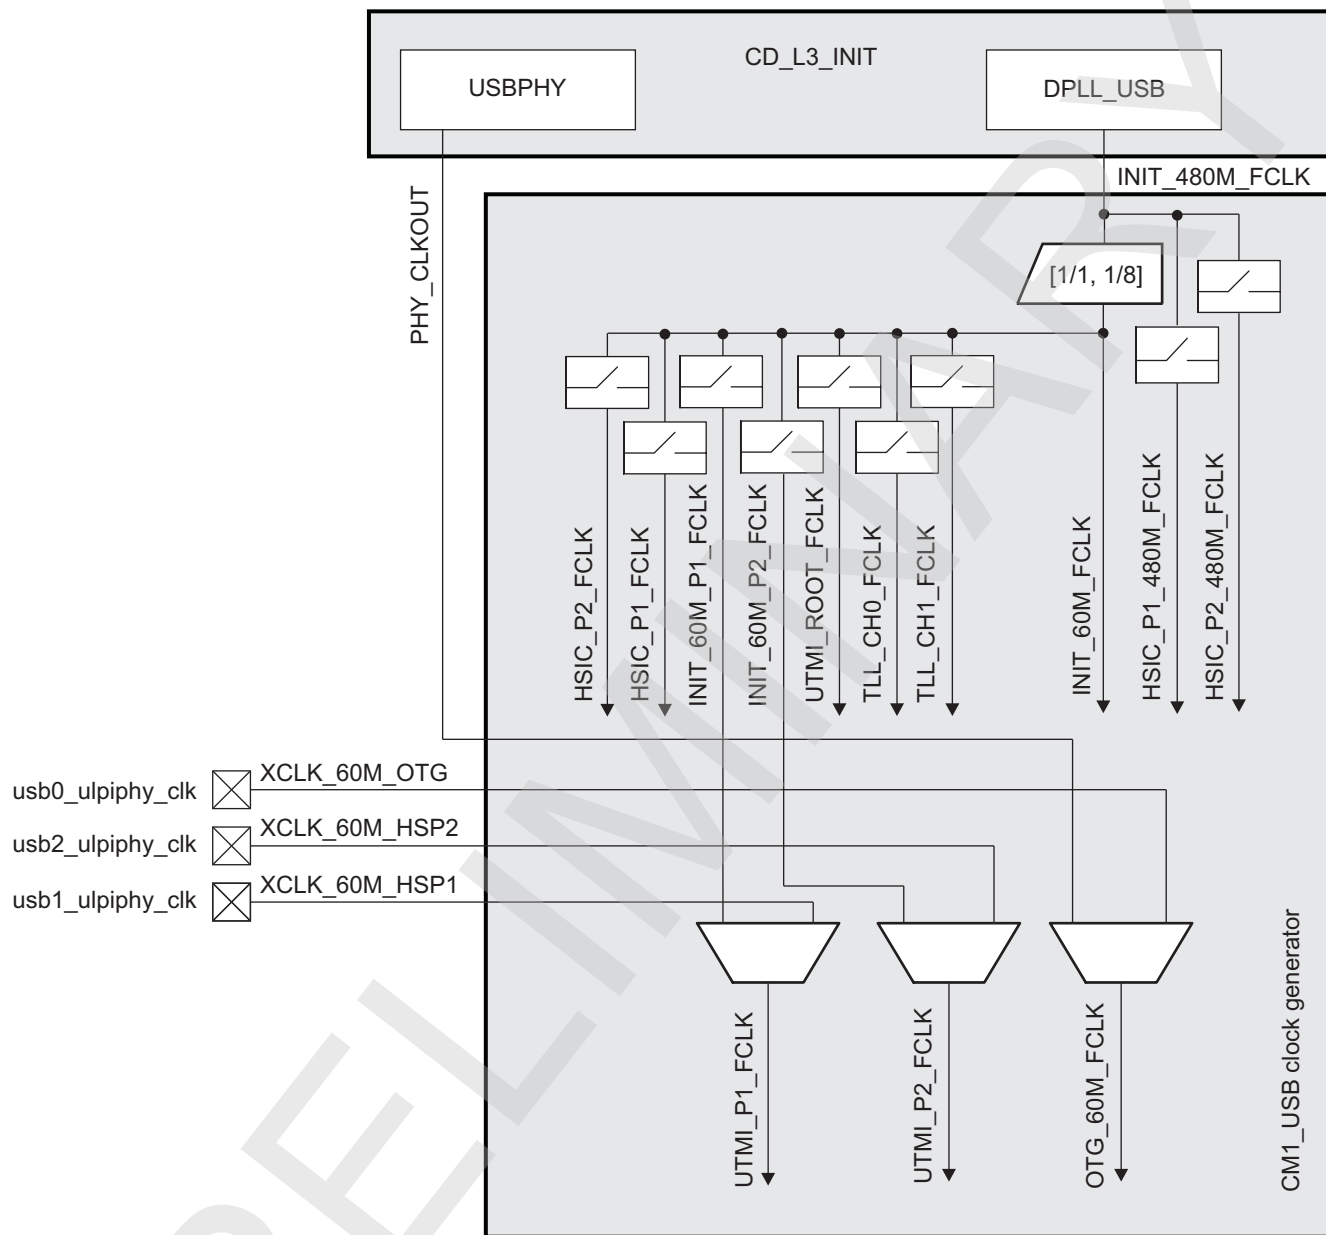 CD_L3_INIT
USBPHY
DPLL_USB
INIT_480M_FCLK
PHY_CLKOUT
[1/1, 1/8]
HSIC_P2_FCLK
HSIC_P1_FCLK
INIT_60M_P1_FCLK
INIT_60M_P2_FCLK
UTMI_ROOT_FCLK
TLL_CH0_FCLK
TLL_CH1_FCLK
INIT_60M_FCLK
HSIC_P1_480M_FCLK
HSIC_P2_480M_FCLK
usb0_ulpiphy_clk
XCLK_60M_OTG
usb2_ulpiphy_clk
XCLK_60M_HSP2
usb1_ulpiphy_clk
XCLK_60M_HSP1
UTMI_P1_FCLK
UTMI_P2_FCLK
OTG_60M_FCLK
CM1_USB clock generator
PRELIMINARY